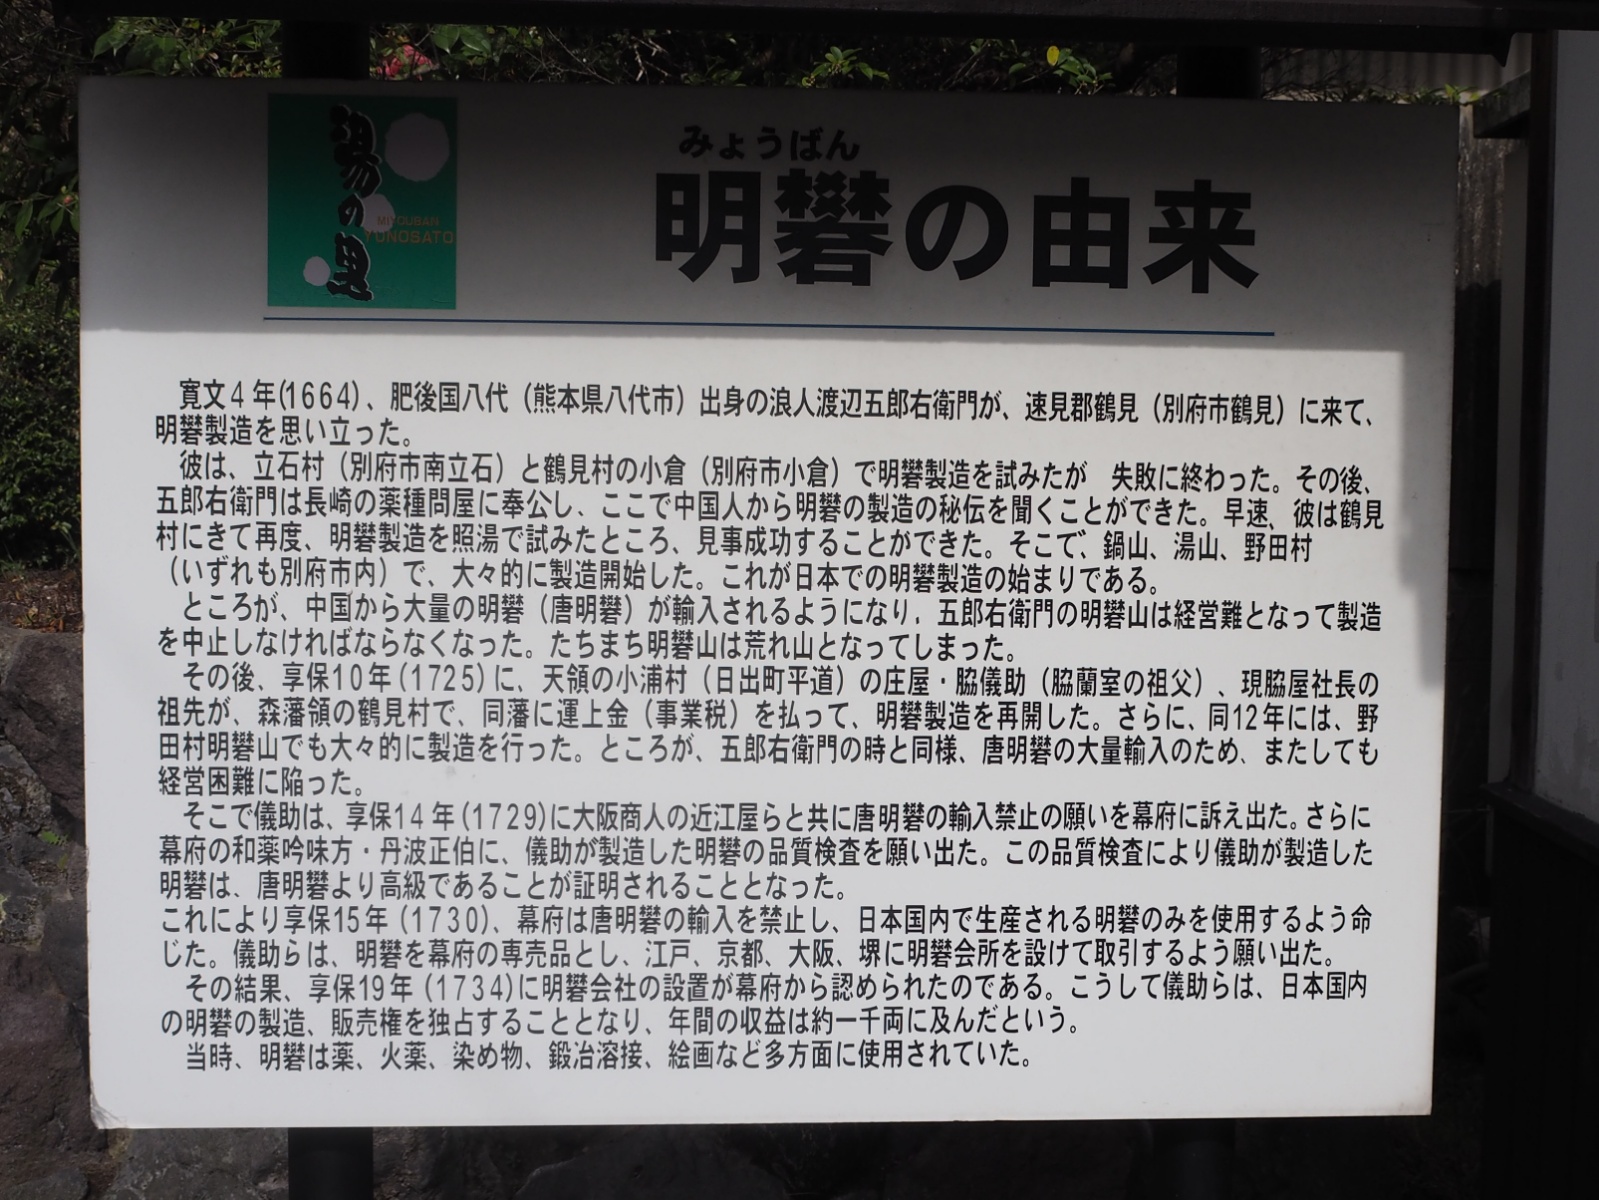 湯の里
MIYOUBAN
YUNOSATO
みょうばん
明礬の由来
寛文4年(1664)、肥後国八代（熊本県八代市）出身の浪人渡辺五郎右衛門が、速見郡鶴見（別府市鶴見）に来て、
明礬製造を思い立った。
彼は、立石村（別府市南立石）と鶴見村の小倉（別府市小倉）で明礬製造を試みたが　失敗に終わった。その後、
五郎右衛門は長崎の薬種問屋に奉公し、ここで中国人から明礬の製造の秘伝を聞くことができた。早速、彼は鶴見
村にきて再度、明礬製造を照湯で試みたところ、見事成功することができた。そこで、鍋山、湯山、野田村
（いずれも別府市内）で、大々的に製造開始した。これが日本での明礬製造の始まりである。
ところが、中国から大量の明礬（唐明礬）が輸入されるようになり，五郎右衛門の明礬山は経営難となって製造
を中止しなければならなくなった。たちまち明礬山は荒れ山となってしまった。
その後、享保10年(1725)に、天領の小浦村（日出町平道）の庄屋・脇儀助（脇蘭室の祖父）、現脇屋社長の
祖先が、森藩領の鶴見村で、同藩に運上金（事業税）を払って、明礬製造を再開した。さらに、同12年には、野
田村明礬山でも大々的に製造を行った。ところが、五郎右衛門の時と同様、唐明礬の大量輸入のため、またしても
経営困難に陥った。
そこで儀助は、享保14年(1729)に大阪商人の近江屋らと共に唐明礬の輸入禁止の願いを幕府に訴え出た。さらに
幕府の和薬吟味方・丹波正伯に、儀助が製造した明礬の品質検査を願い出た。この品質検査により儀助が製造した
明礬は、唐明礬より高級であることが証明されることとなった。
これにより享保15年（1730）、幕府は唐明礬の輸入を禁止し、日本国内で生産される明礬のみを使用するよう命
じた。儀助らは、明礬を幕府の専売品とし、江戸、京都、大阪、堺に明礬会所を設けて取引するよう願い出た。
その結果、享保19年(1734)に明礬会社の設置が幕府から認められたのである。こうして儀助らは、日本国内
の明礬の製造、販売権を独占することとなり、年間の収益は約一千両に及んだという。
当時、明礬は薬、火薬、染め物、鍛冶溶接、絵画など多方面に使用されていた。